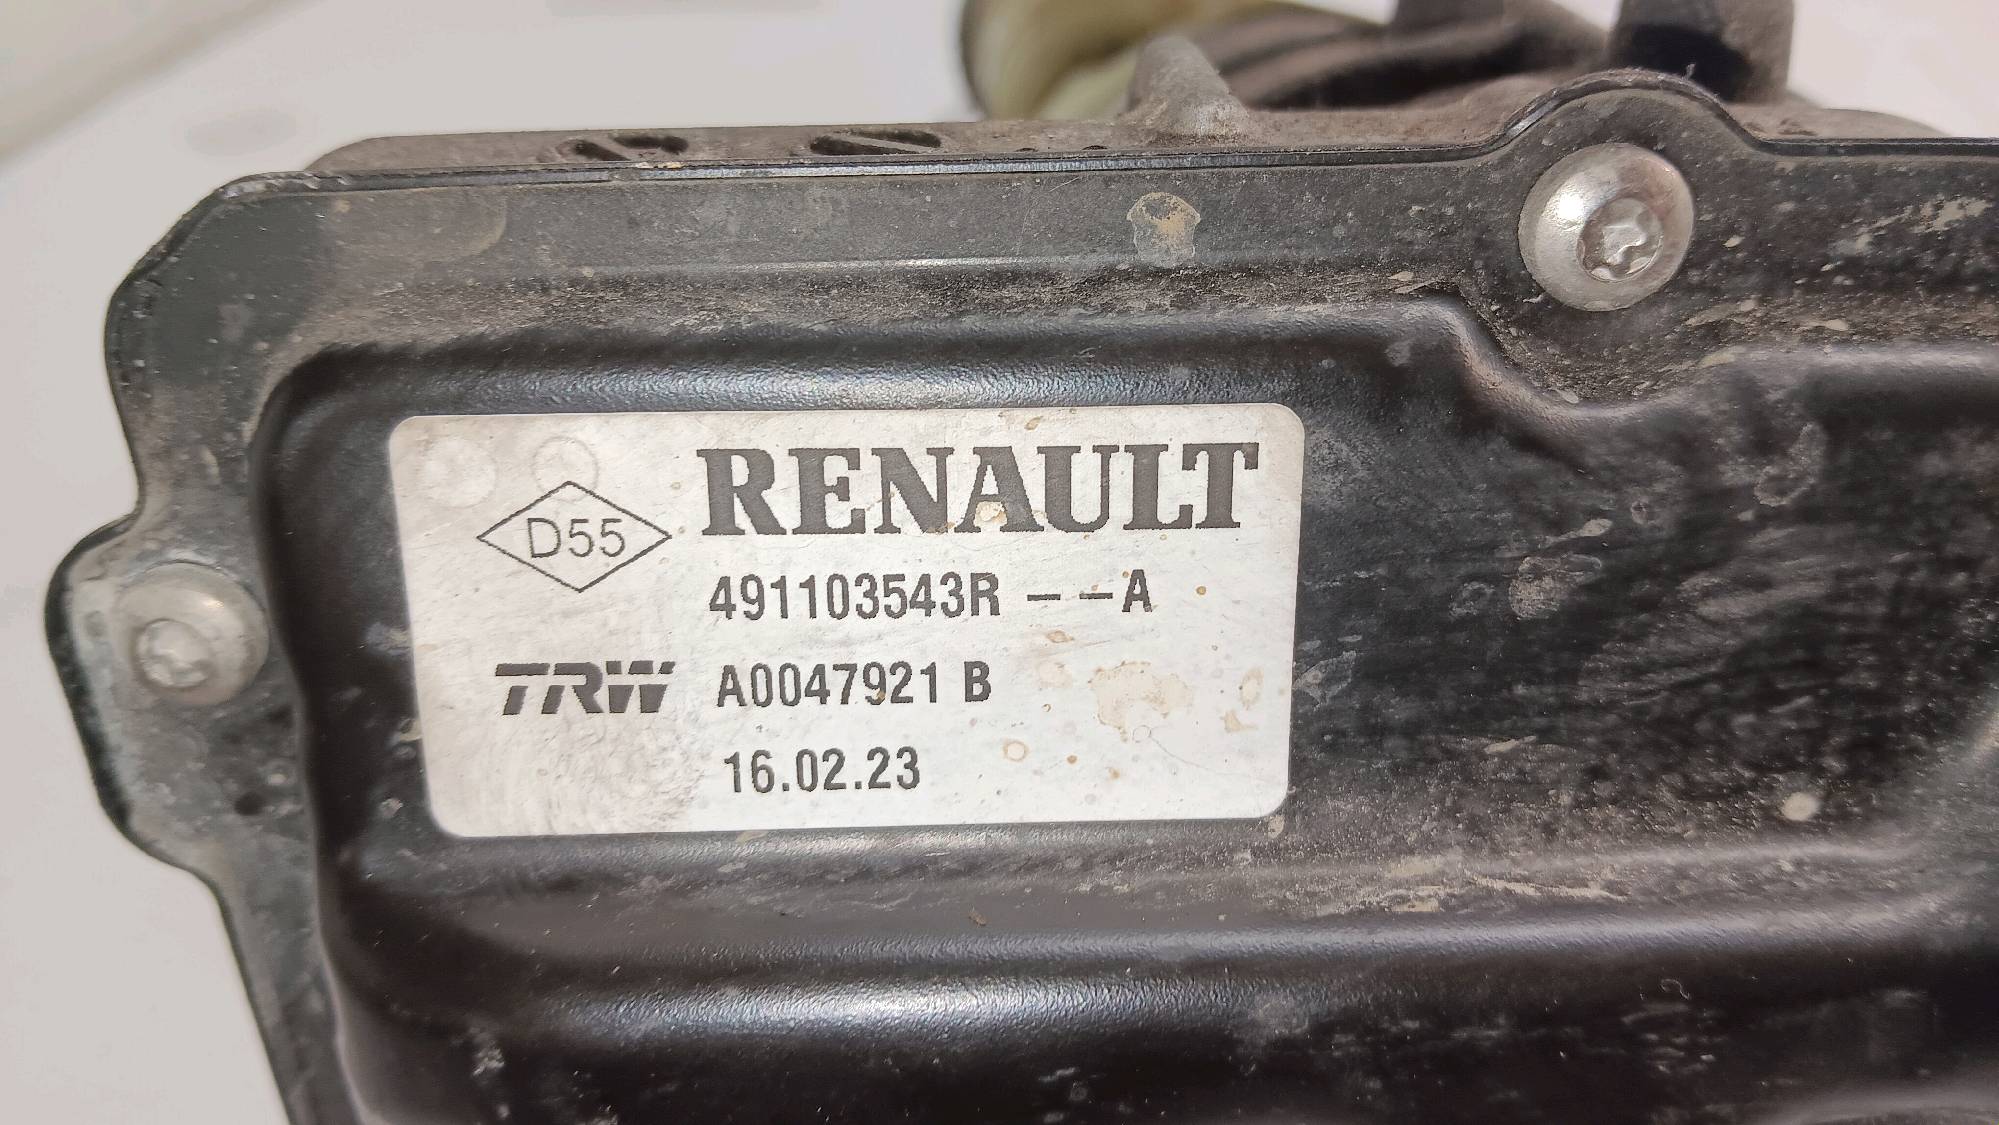 RENAULT
D55
491103543R – –A
TRW A0047921 B
16.02.23